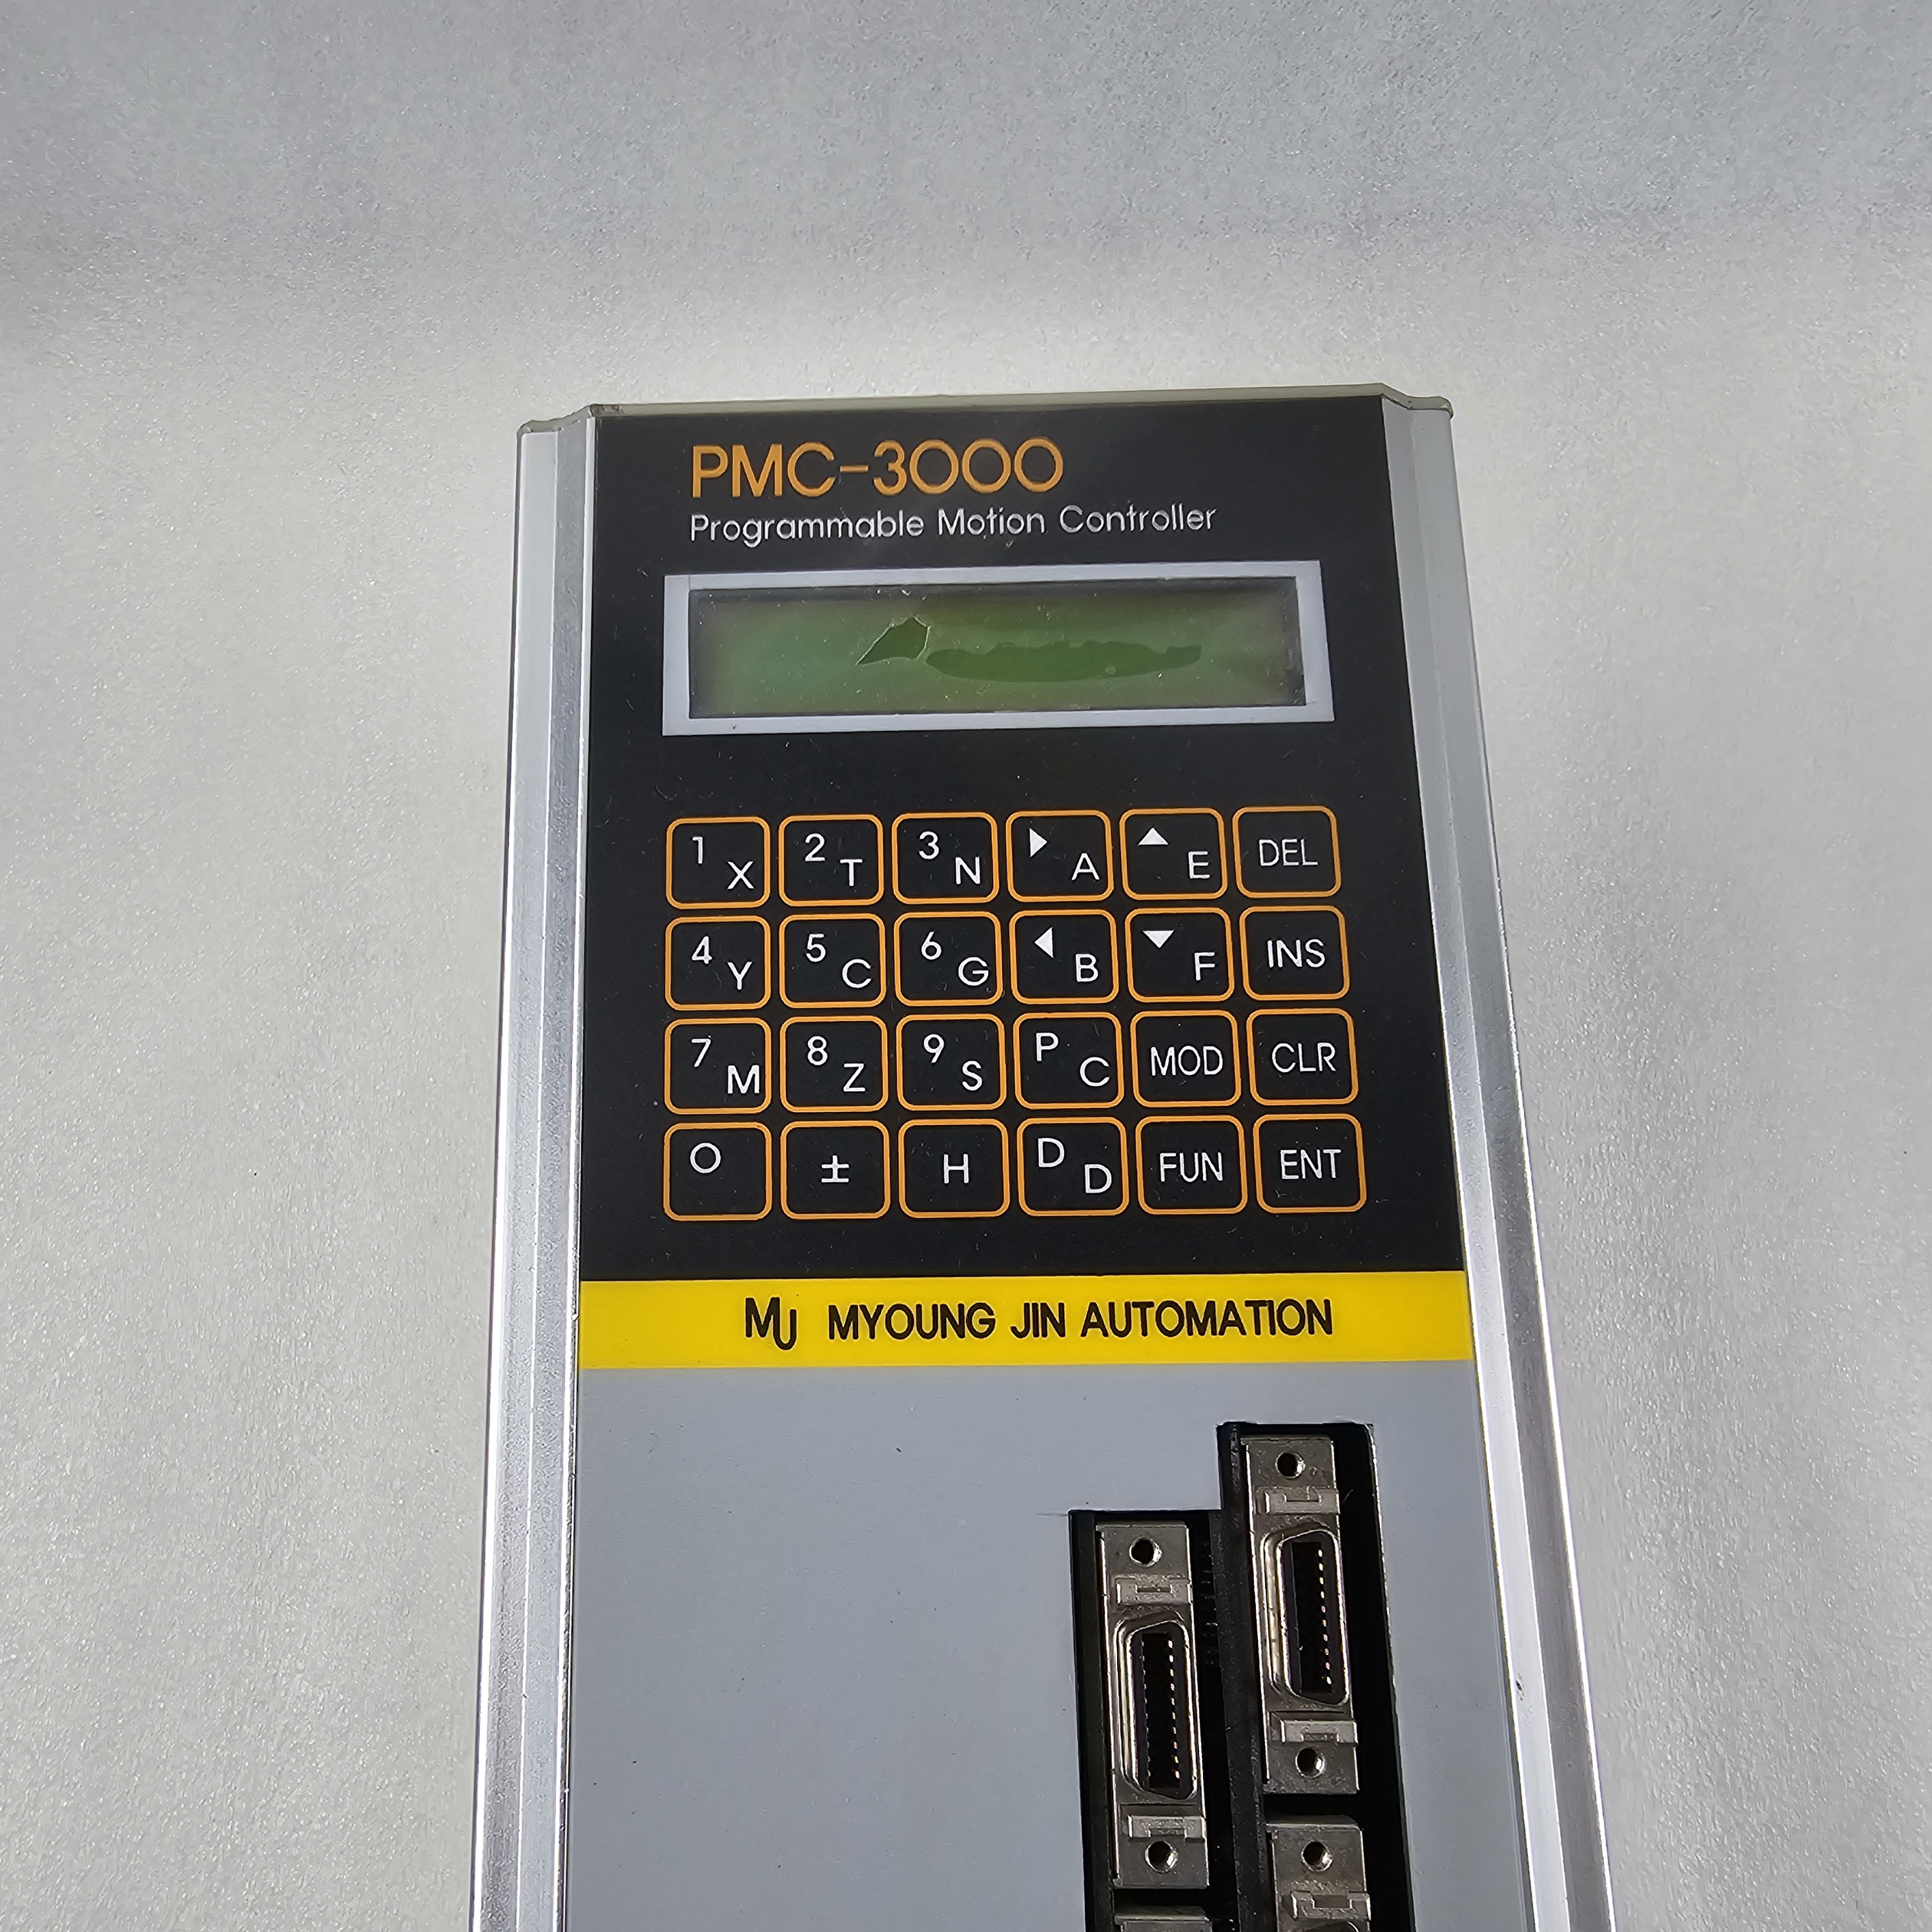 PMC-3000
Programmable Motion Controller
1 X 2 T 3 N ▶ A ▲ E DEL
4 Y 5 C 6 G ◀ B ▼ F INS
7 M 8 Z 9 S P C MOD CLR
0 ± H D D FUN ENT
MJ MYOUNG JIN AUTOMATION